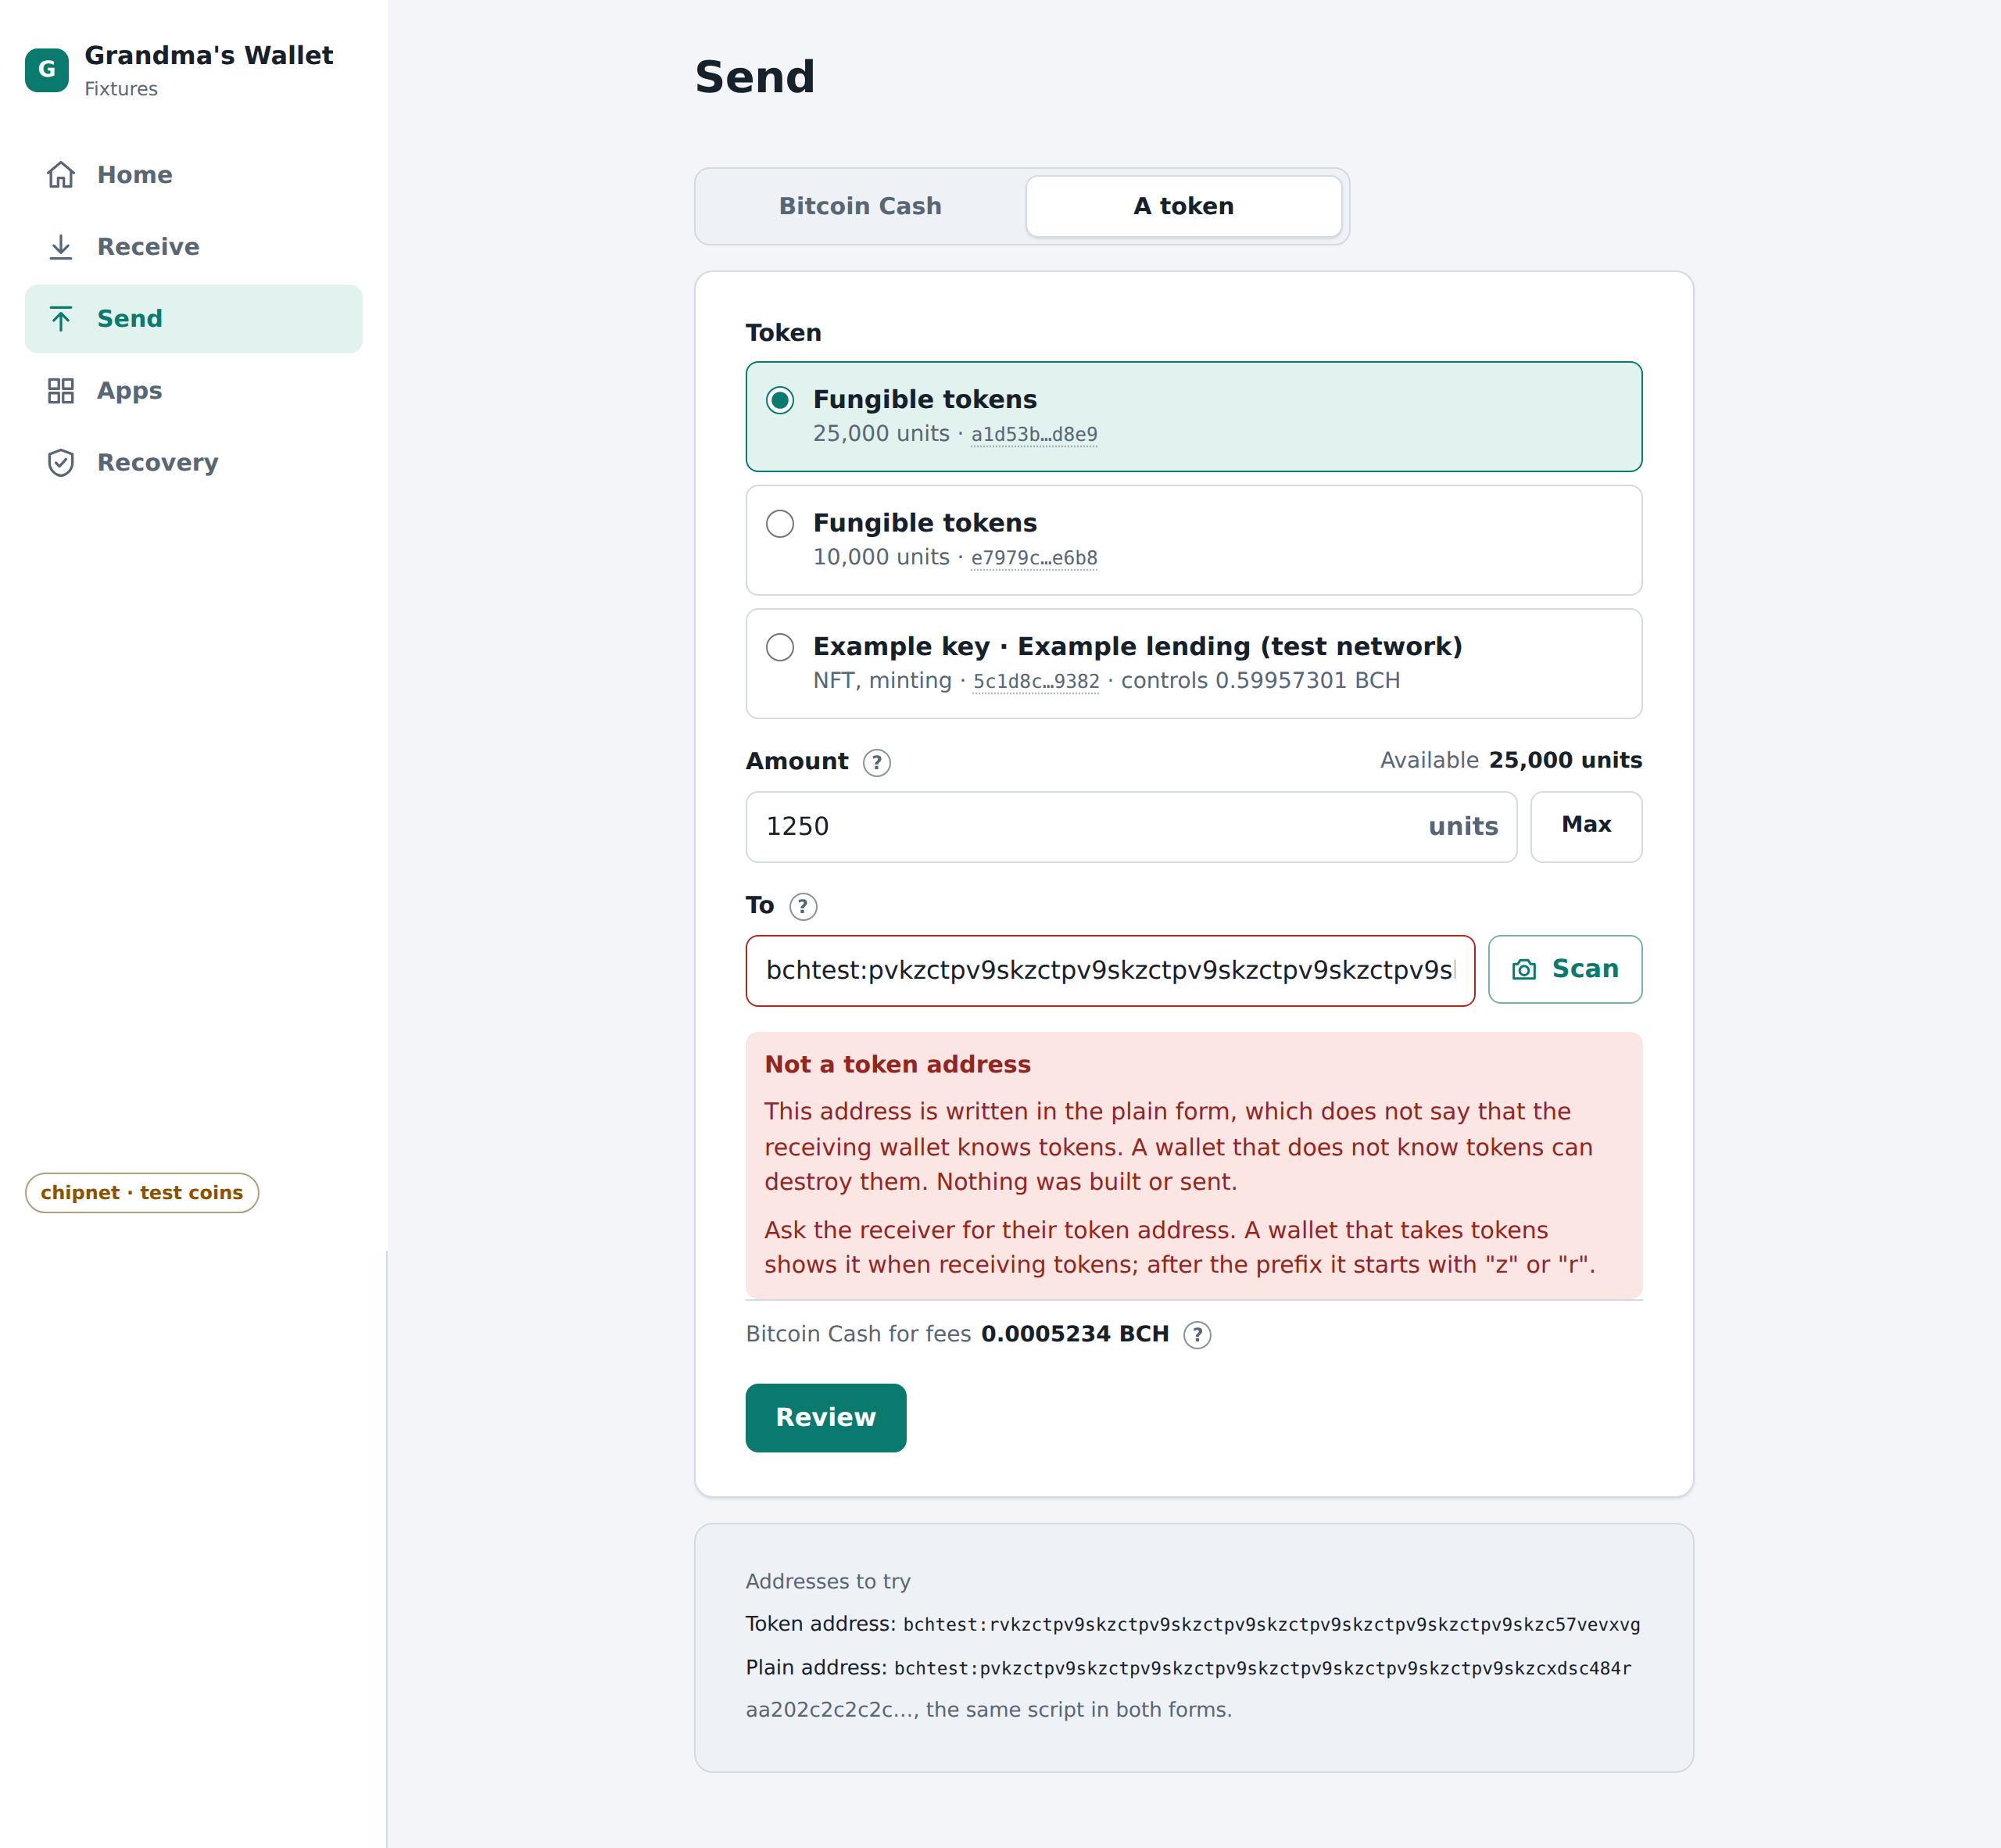 G
Grandma's Wallet
Fixtures
Home
Receive
Send
Apps
Recovery
chipnet · test coins
Send
Bitcoin Cash
A token
Token
Fungible tokens
25,000 units · a1d53b…d8e9
Fungible tokens
10,000 units · e7979c…e6b8
Example key · Example lending (test network)
NFT, minting · 5c1d8c…9382 · controls 0.59957301 BCH
Amount ?
Available 25,000 units
1250 units
Max
To ?
bchtest:pvkzctpv9skzctpv9skzctpv9skzctpv9skzctpv9s
Scan
Not a token address
This address is written in the plain form, which does not say that the
receiving wallet knows tokens. A wallet that does not know tokens can
destroy them. Nothing was built or sent.
Ask the receiver for their token address. A wallet that takes tokens
shows it when receiving tokens; after the prefix it starts with "z" or "r".
Bitcoin Cash for fees 0.0005234 BCH ?
Review
Addresses to try
Token address: bchtest:rvkzctpv9skzctpv9skzctpv9skzctpv9skzctpv9skzctpv9skzc57vevxvg
Plain address: bchtest:pvkzctpv9skzctpv9skzctpv9skzctpv9skzctpv9skzctpv9skzcxdsc484r
aa202c2c2c2c…, the same script in both forms.